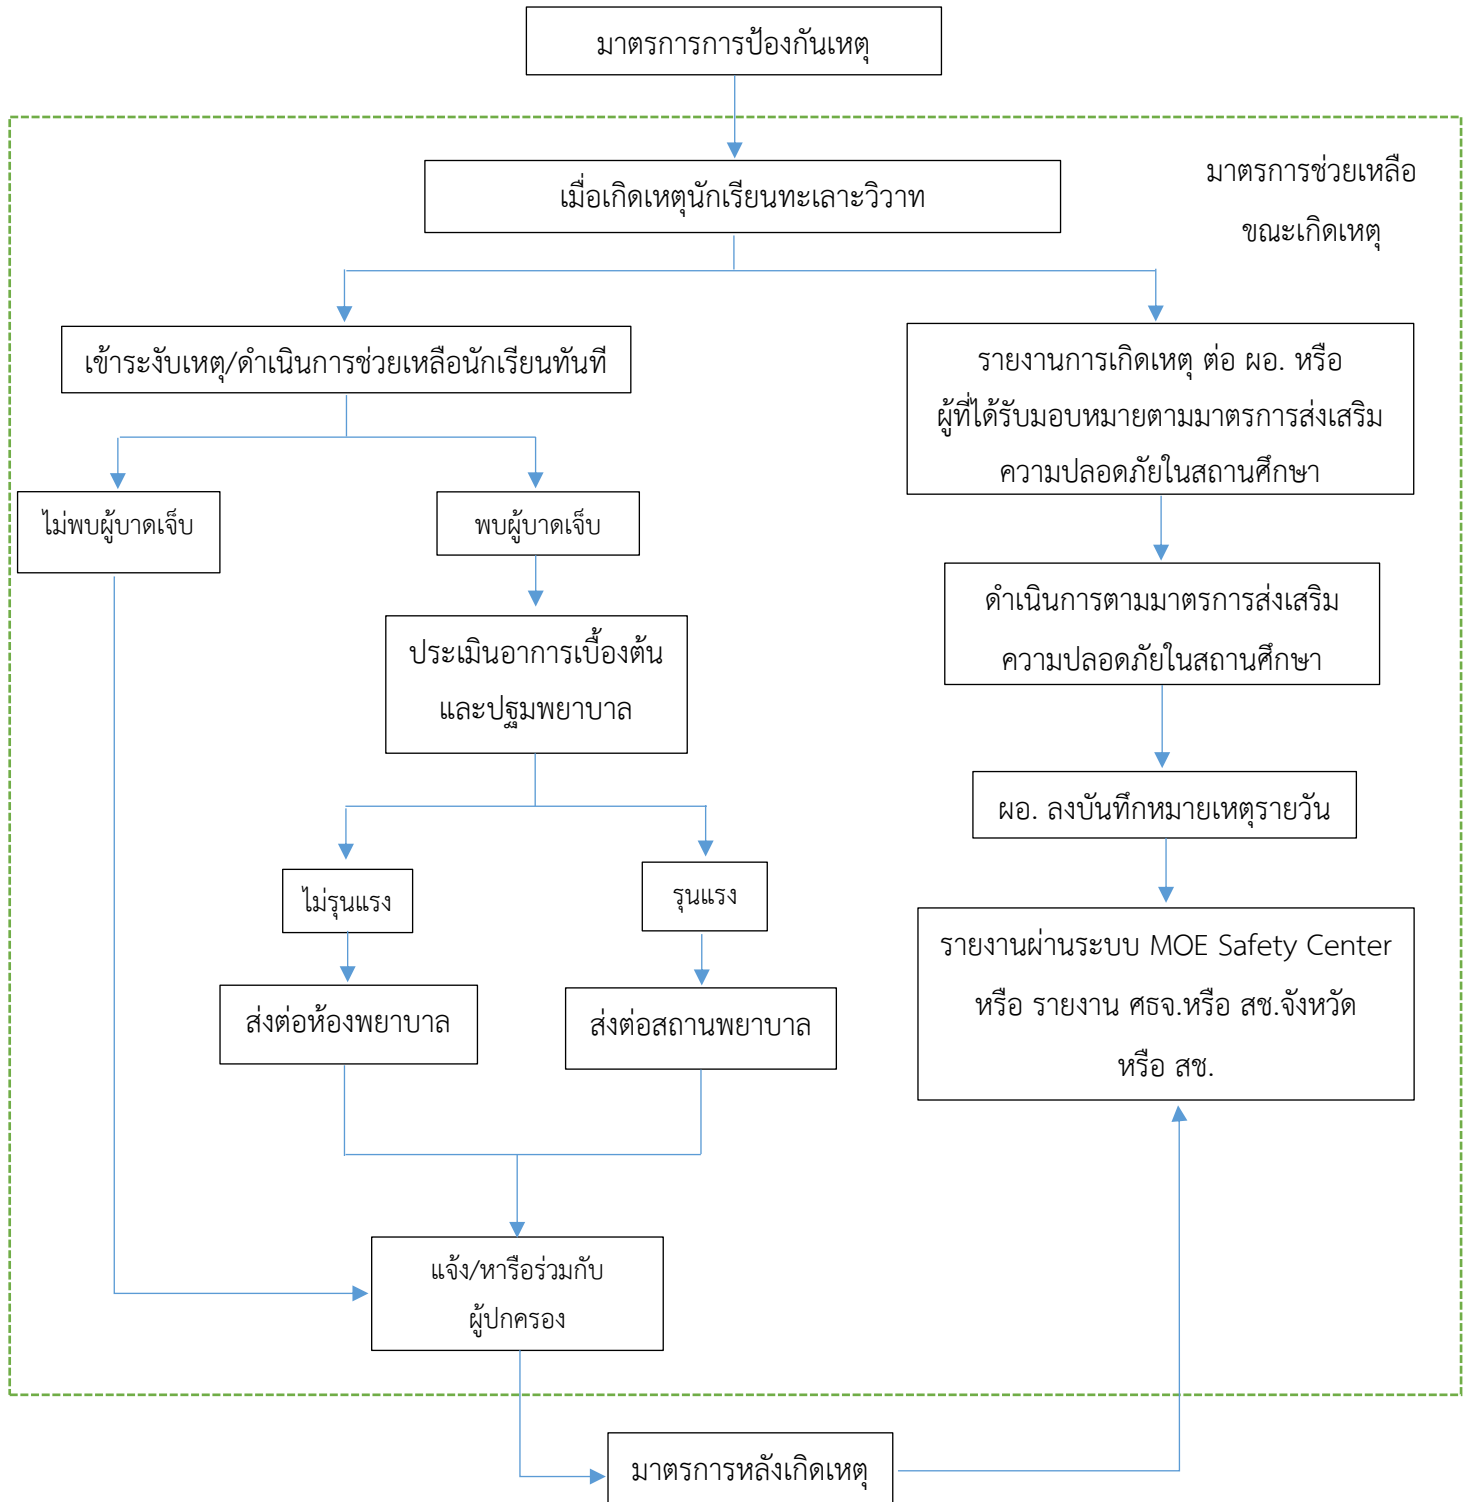 มาตรการการป้องกันเหตุ
มาตรการช่วยเหลือ
ขณะเกิดเหตุ
เมื่อเกิดเหตุนักเรียนทะเลาะวิวาท
เข้าระงับเหตุ/ดำเนินการช่วยเหลือนักเรียนทันที
รายงานการเกิดเหตุ ต่อ ผอ. หรือ
ผู้ที่ได้รับมอบหมายตามมาตรการส่งเสริม
ความปลอดภัยในสถานศึกษา
ไม่พบผู้บาดเจ็บ
พบผู้บาดเจ็บ
ดำเนินการตามมาตรการส่งเสริม
ความปลอดภัยในสถานศึกษา
ประเมินอาการเบื้องต้น
และปฐมพยาบาล
ผอ. ลงบันทึกหมายเหตุรายวัน
ไม่รุนแรง
รุนแรง
รายงานผ่านระบบ MOE Safety Center
หรือ รายงาน ศธจ.หรือ สช.จังหวัด
หรือ สช.
ส่งต่อห้องพยาบาล
ส่งต่อสถานพยาบาล
แจ้ง/หารือร่วมกับ
ผู้ปกครอง
มาตรการหลังเกิดเหตุ